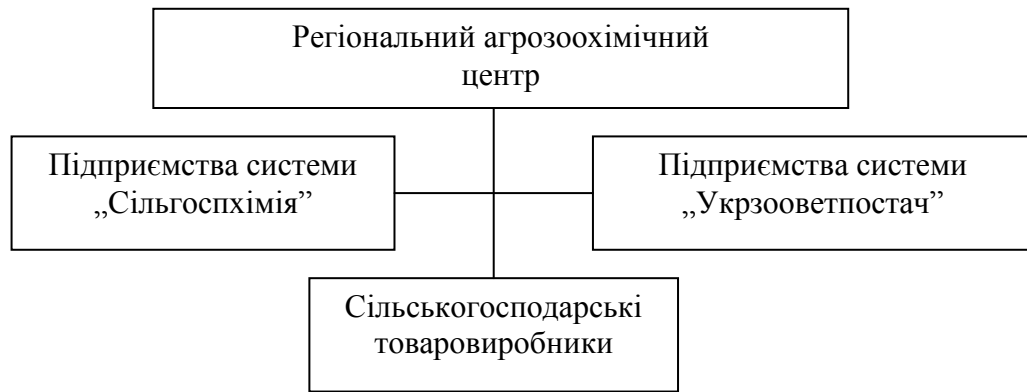 Регіональний агрозоохімічний
центр
Підприємства системи
„Сільгоспхімія”
Підприємства системи
„Укрзооветпостач”
Сільськогосподарські
товаровиробники